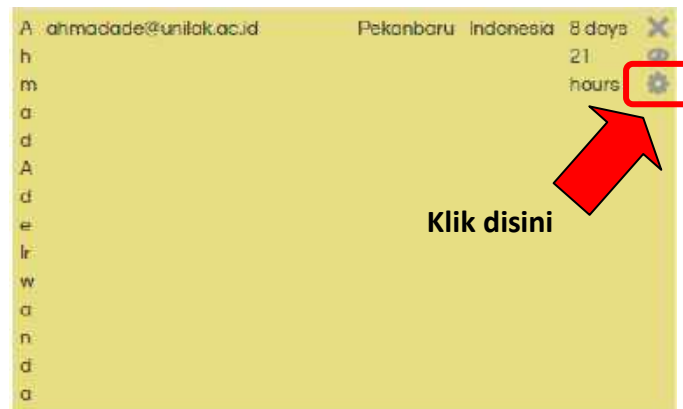 A ahmadade@unilak.ac.id Pekanbaru Indonesia 8 days
h 21
m hours
a
d
A
d
e
Ir
w
a
n
d
a
Klik disini